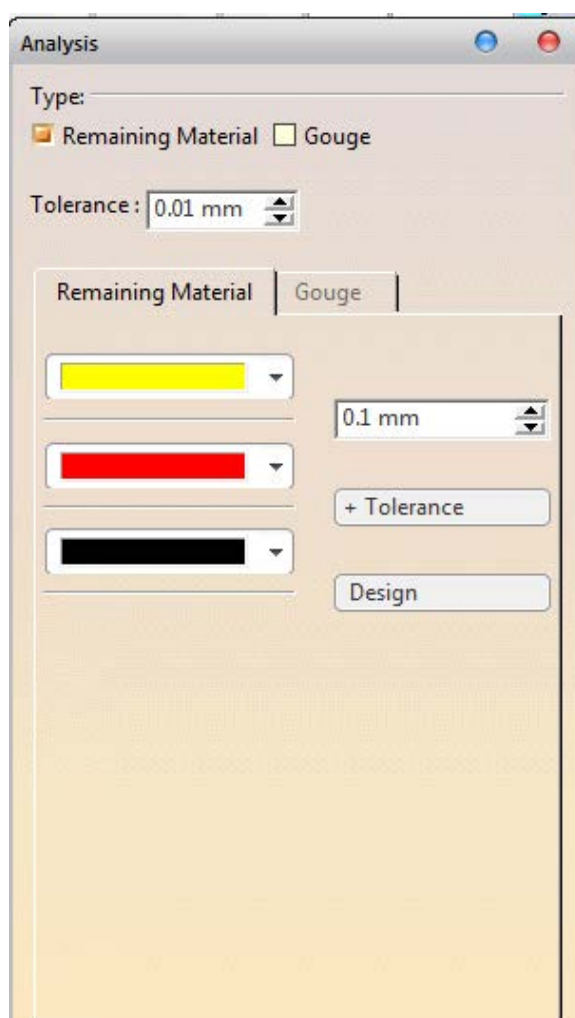 Analysis
Type:
Remaining Material Gouge
Tolerance: 0.01 mm
Remaining Material Gouge
0.1 mm
+ Tolerance
Design